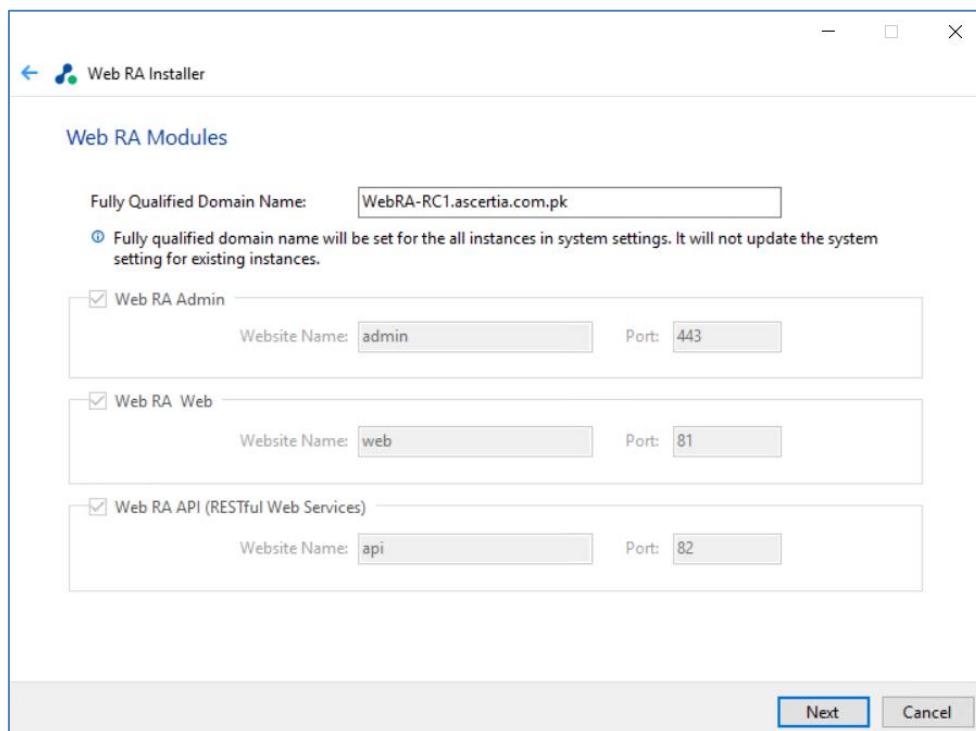 Web RA Installer
Web RA Modules
Fully Qualified Domain Name: WebRA-RC1.ascertia.com.pk
Fully qualified domain name will be set for the all instances in system settings. It will not update the system
setting for existing instances.
Web RA Admin
Website Name: admin Port: 443
Web RA Web
Website Name: web Port: 81
Web RA API (RESTful Web Services)
Website Name: api Port: 82
Next Cancel